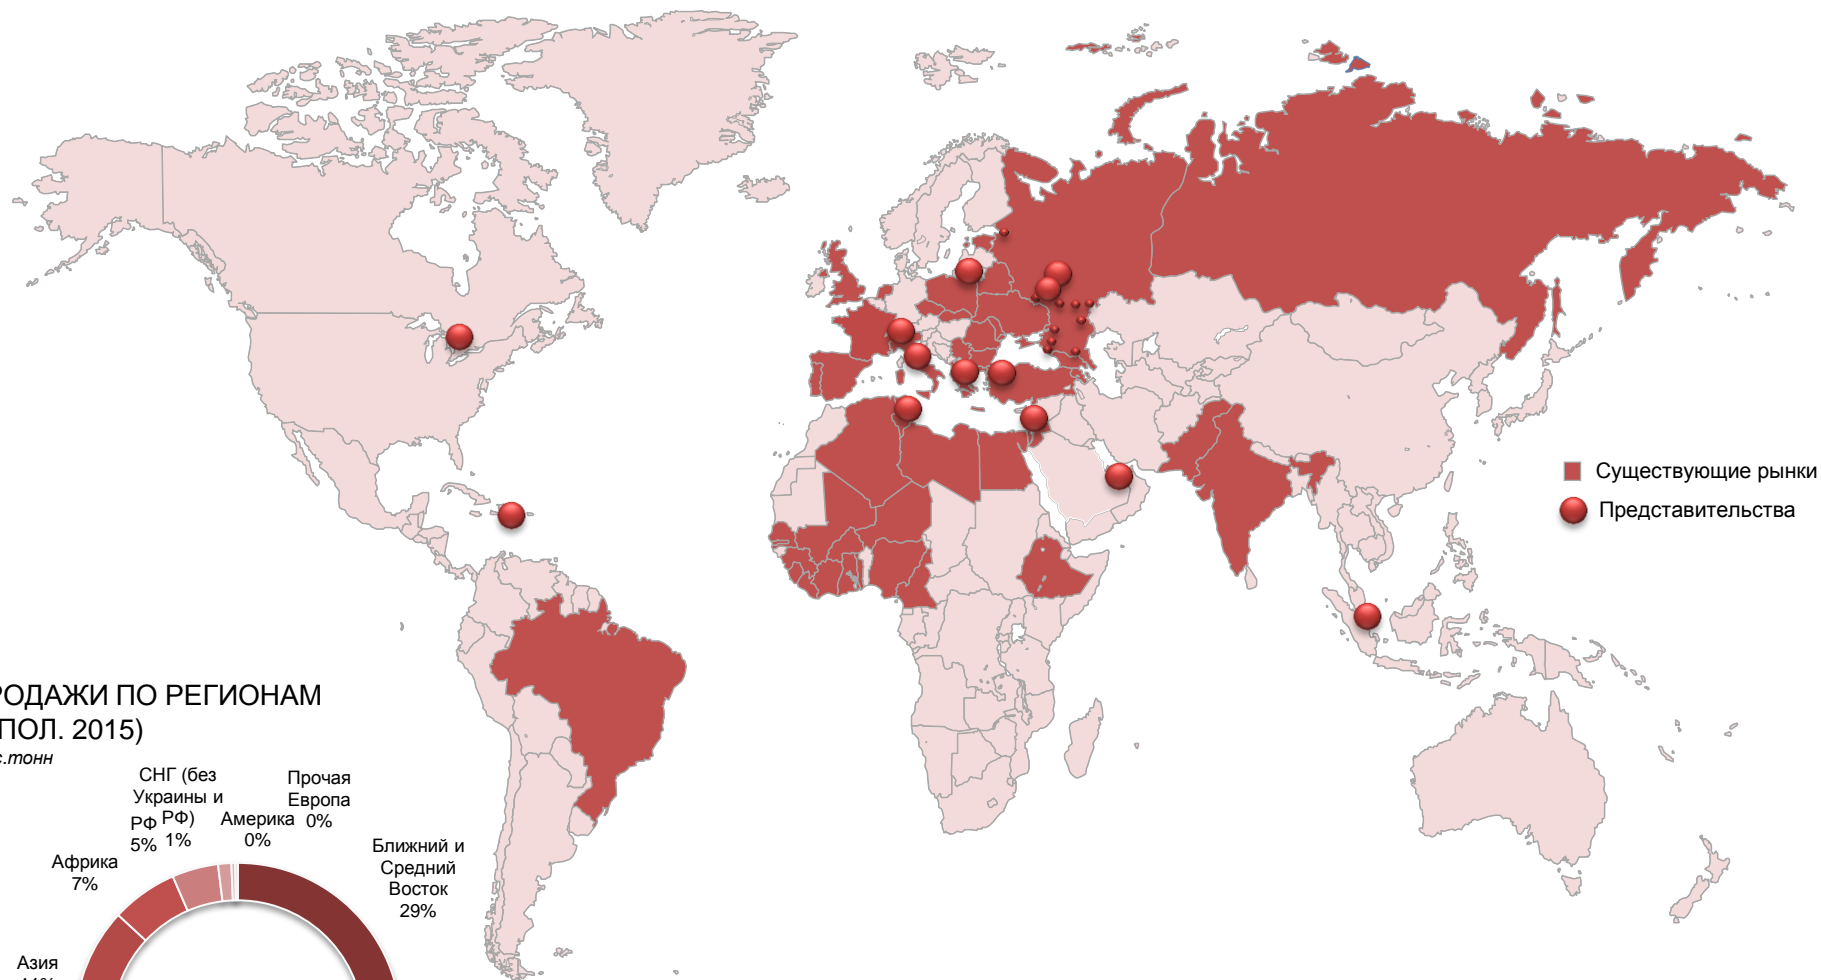 Существующие рынки
Представительства
РОДАЖИ ПО РЕГИОНАМ
ПОЛ. 2015)
с.тонн
СНГ (без
Украины и
РФ)
1%
РФ
5%
Америка
0%
Прочая
Европа
0%
Ближний и
Средний
Восток
29%
Африка
7%
Азия